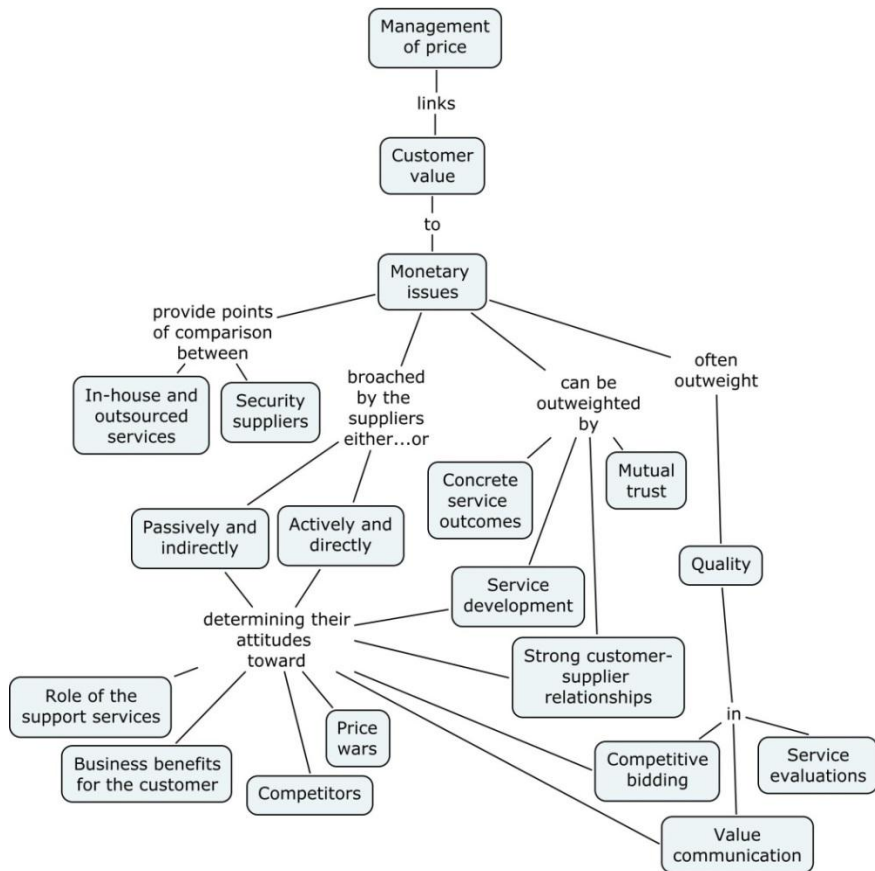 Management
of price
links
Customer
value
to
Monetary
issues
provide points
of comparison
between
In-house and
outsourced
services
Security
suppliers
broached
by the
suppliers
either...or
can be
outweighted
by
often
outweight
Concrete
service
outcomes
Mutual
trust
Passively and
indirectly
Actively and
directly
Quality
Service
development
determining their
attitudes
toward
Strong customer-
supplier
relationships
Role of the
support services
Price
wars
in
Business benefits
for the customer
Competitors
Competitive
bidding
Service
evaluations
Value
communication